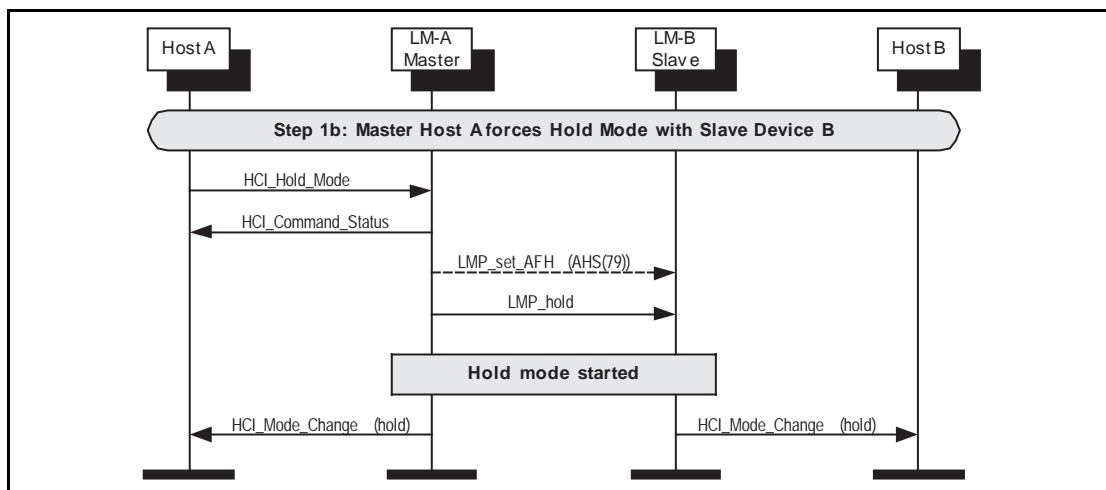 Host A
LM-A
Master
LM-B
Slave
Host B
Step 1b: Master Host A forces Hold Mode with Slave Device B
HCI_Hold_Mode
HCI_Command_Status
LMP_set_AFH (AHS(79))
LMP_hold
Hold mode started
HCI_Mode_Change (hold)
HCI_Mode_Change (hold)